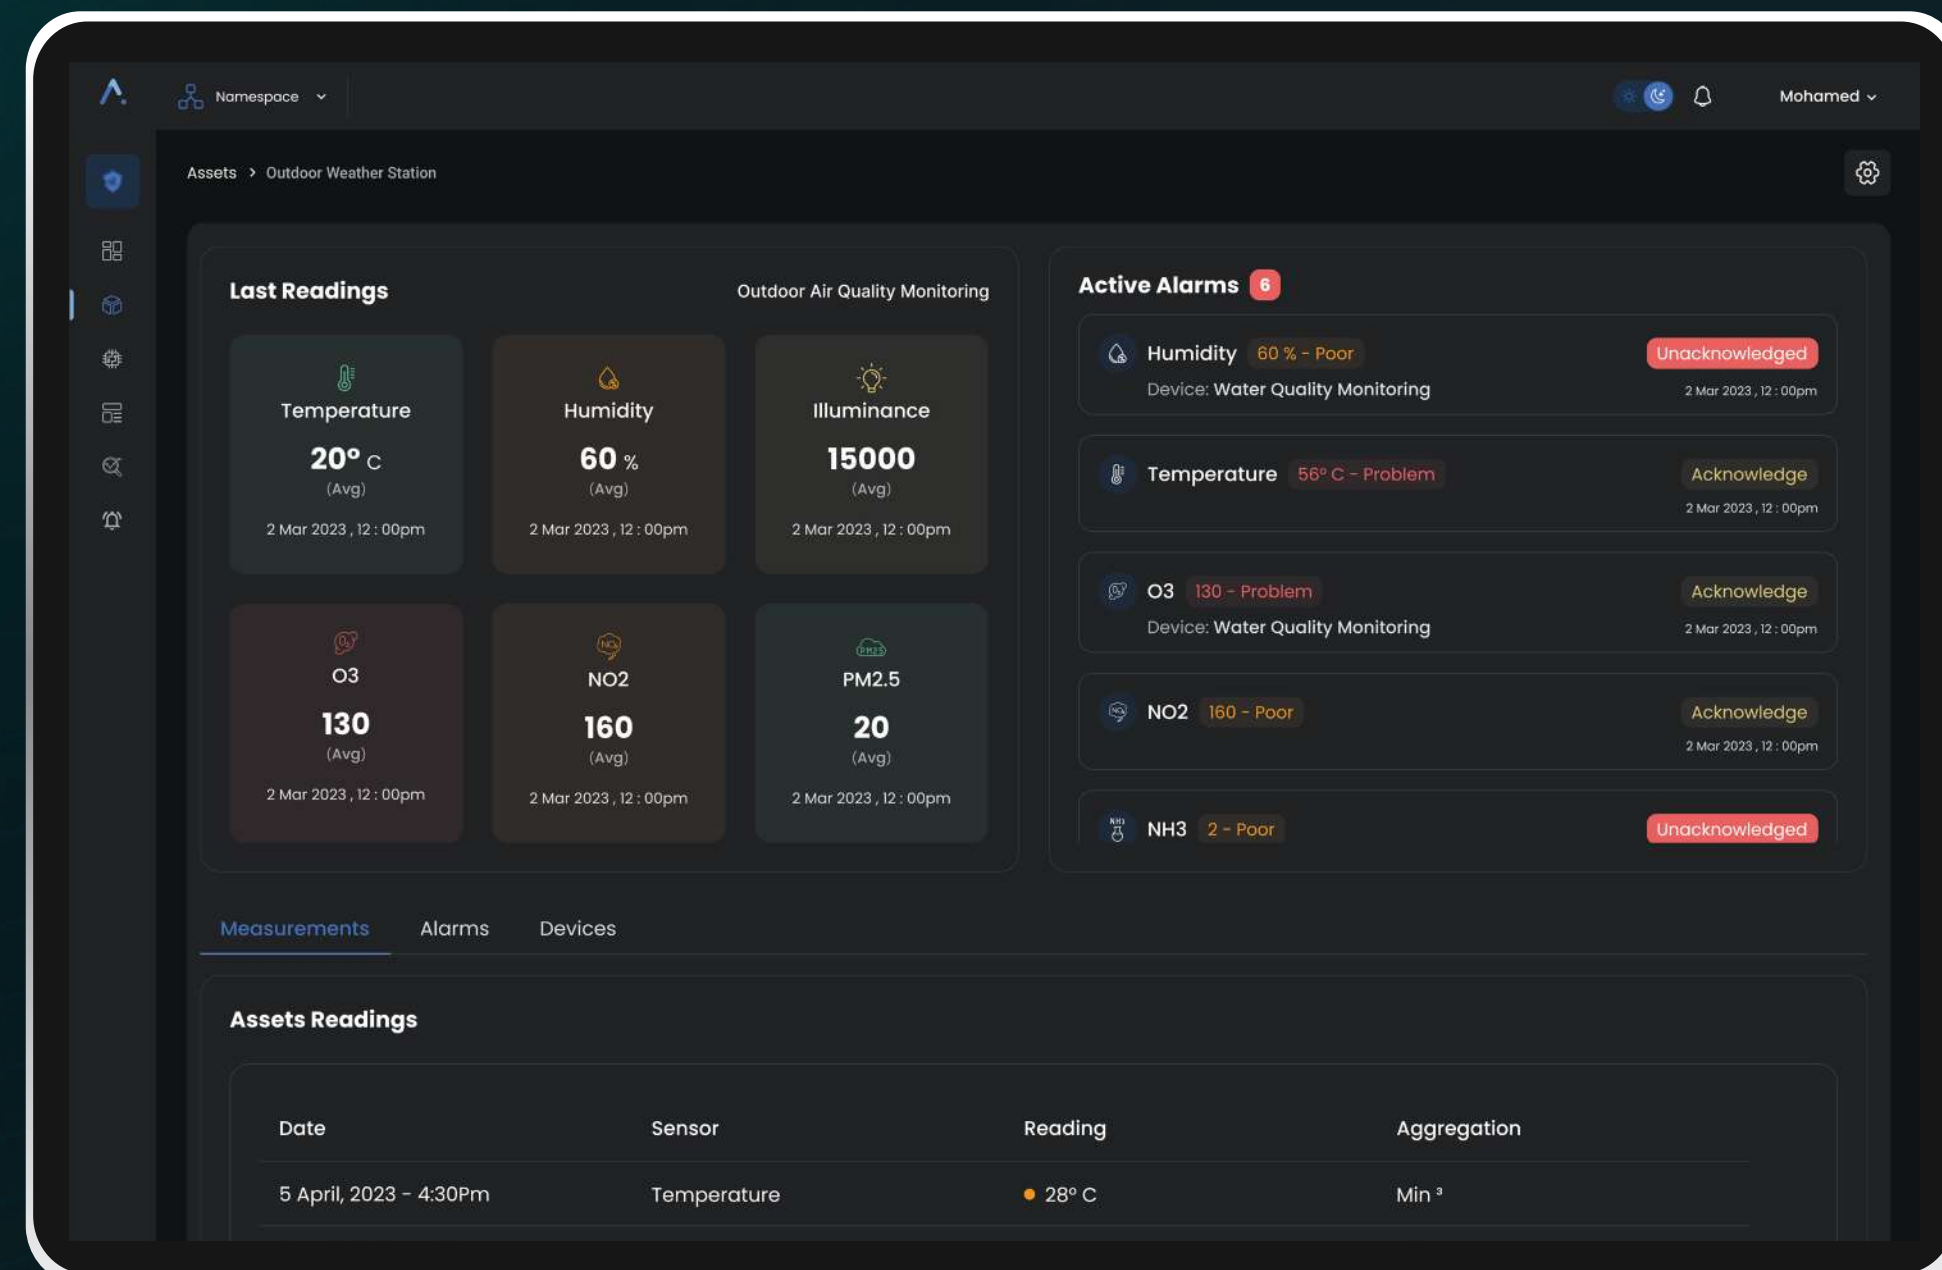 Namespace
Mohamed
Assets > Outdoor Weather Station
Last Readings
Outdoor Air Quality Monitoring
Temperature
20° C
(Avg)
2 Mar 2023 , 12 : 00pm
Humidity
60 %
(Avg)
2 Mar 2023 , 12 : 00pm
Illuminance
15000
(Avg)
2 Mar 2023 , 12 : 00pm
O3
O3
130
(Avg)
2 Mar 2023 , 12 : 00pm
NO2
160
(Avg)
2 Mar 2023 , 12 : 00pm
PM2.5
20
(Avg)
2 Mar 2023 , 12 : 00pm
Active Alarms 6
Humidity 60 % - Poor Unacknowledged
Device: Water Quality Monitoring 2 Mar 2023 , 12 : 00pm
Temperature 56° C - Problem Acknowledge
2 Mar 2023 , 12 : 00pm
O3 130 - Problem Acknowledge
Device: Water Quality Monitoring 2 Mar 2023 , 12 : 00pm
NO2 160 - Poor Acknowledge
2 Mar 2023 , 12 : 00pm
NH3
NH3 2 - Poor Unacknowledged
Measurements Alarms Devices
Assets Readings
Date Sensor Reading Aggregation
5 April, 2023 - 4:30Pm Temperature 28° C Min ³